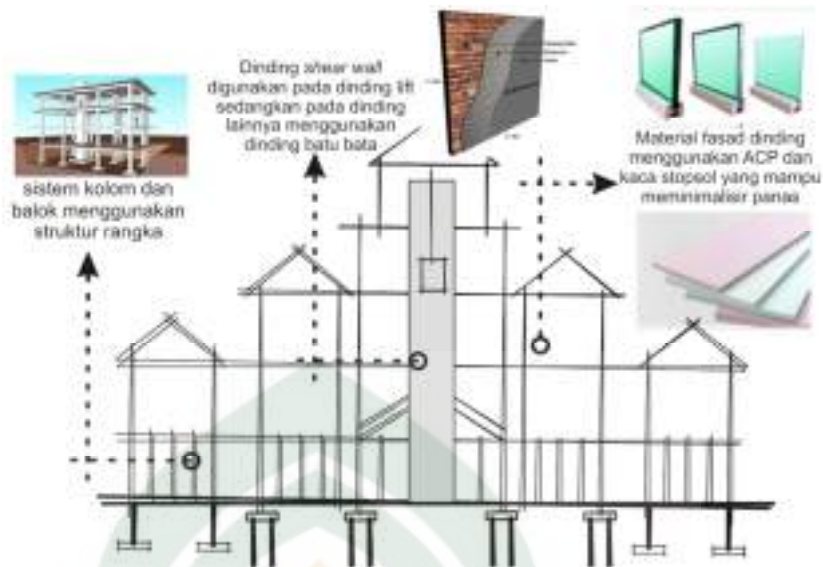 Dinding shear wall
digunakan pada dinding lift
sedangkan pada dinding
lainnya menggunakan
dinding batu bata
sistem kolom dan
balok menggunakan
struktur rangka
Material fasad dinding
menggunakan ACP dan
kaca stopsol yang mampu
meminimalisir panas